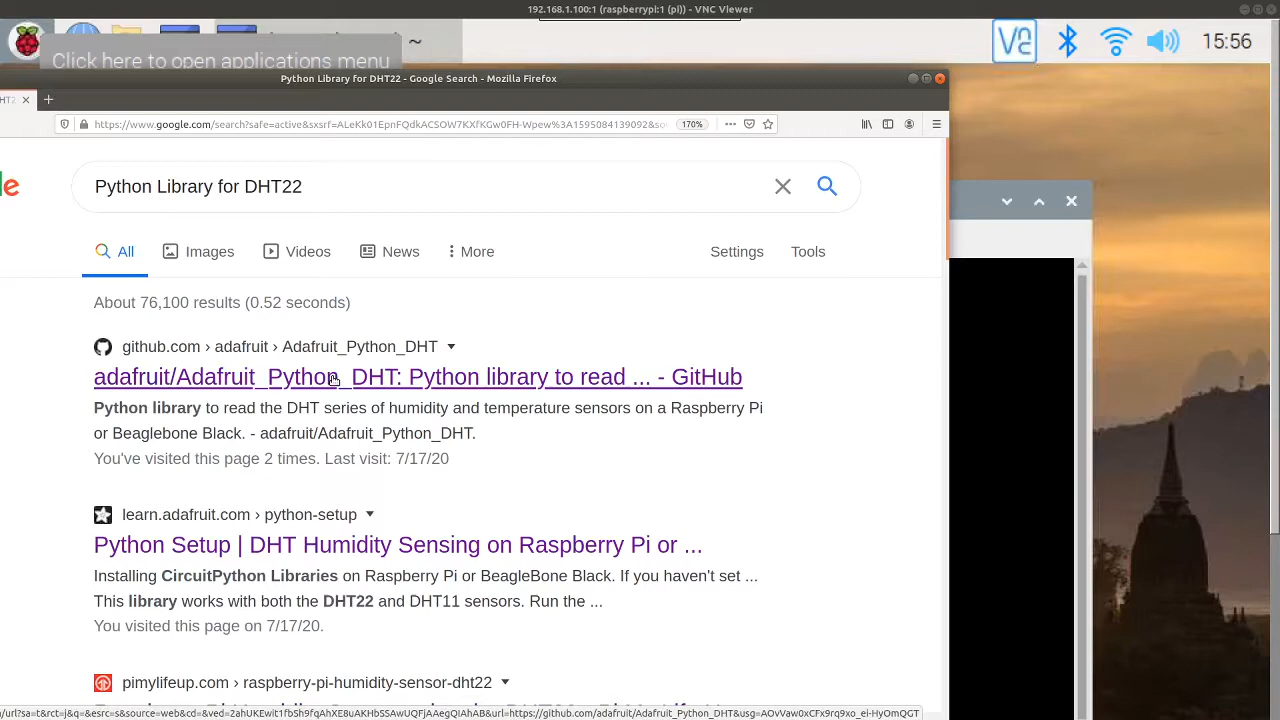 192.168.1.100:1 (raspberrypi:1 (pi)) - VNC Viewer
~
15:56
Click here to open applications menu
Python Library for DHT22 - Google Search - Mozilla Firefox
https://www.google.com/search?safe=active&sxsrf=ALeKk01EpnFQdkACSOW7KXfKGw0FH-Wpew%3A1595084139092&so
170%
le
Python Library for DHT22
All
Images
Videos
News
More
Settings
Tools
About 76,100 results (0.52 seconds)
github.com › adafruit › Adafruit_Python_DHT
adafruit/Adafruit_Python_DHT: Python library to read ... - GitHub
Python library to read the DHT series of humidity and temperature sensors on a Raspberry Pi
or Beaglebone Black. - adafruit/Adafruit_Python_DHT.
You've visited this page 2 times. Last visit: 7/17/20
learn.adafruit.com › python-setup
Python Setup | DHT Humidity Sensing on Raspberry Pi or ...
Installing CircuitPython Libraries on Raspberry Pi or BeagleBone Black. If you haven't set ...
This library works with both the DHT22 and DHT11 sensors. Run the ...
You visited this page on 7/17/20.
pimylifeup.com › raspberry-pi-humidity-sensor-dht22